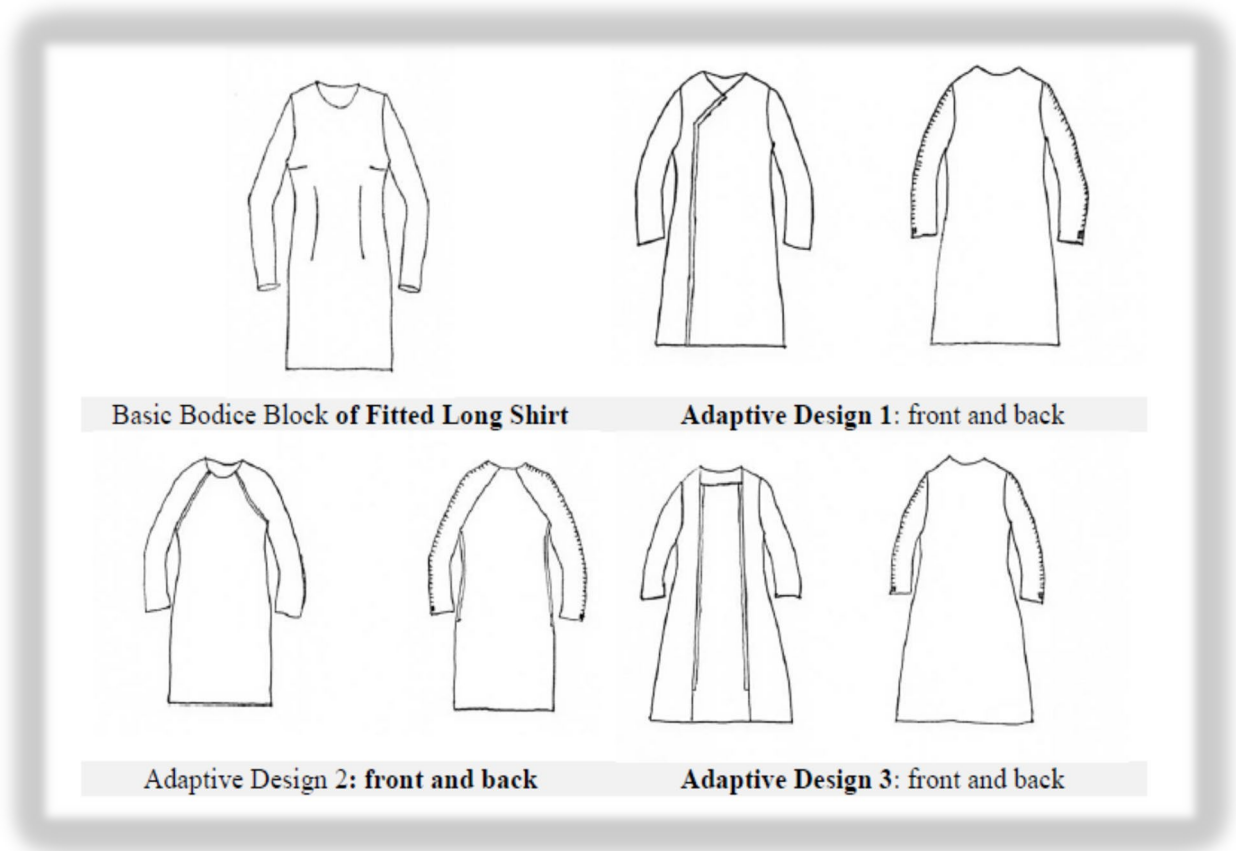 Basic Bodice Block of Fitted Long Shirt
Adaptive Design 1: front and back
Adaptive Design 2: front and back
Adaptive Design 3: front and back